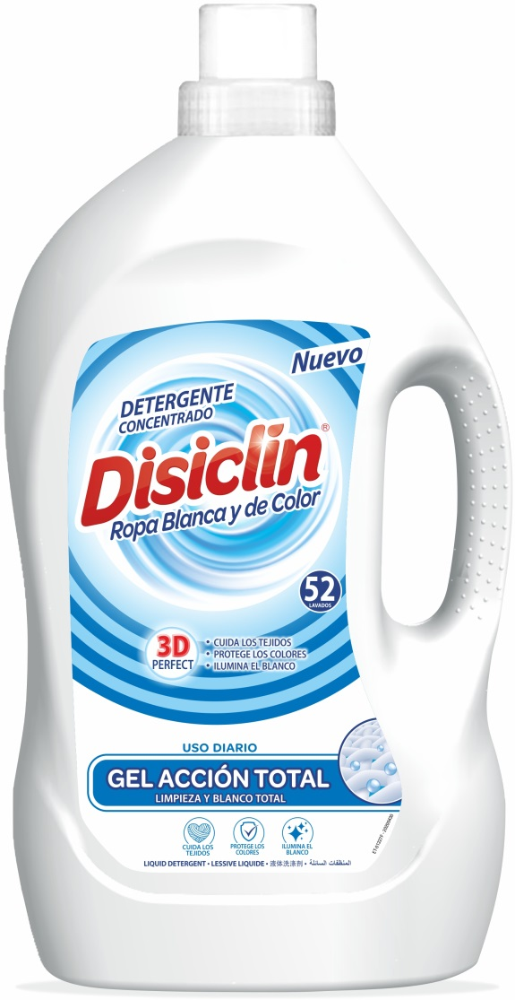 Nuevo
DETERGENTE
CONCENTRADO
Disiclin®
Ropa Blanca y de Color
52
LAVADOS
3D
PERFECT
• CUIDA LOS TEJIDOS
• PROTEGE LOS COLORES
• ILUMINA EL BLANCO
USO DIARIO
GEL ACCIÓN TOTAL
LIMPIEZA Y BLANCO TOTAL
CUIDA LOS
TEJIDOS
PROTEGE LOS
COLORES
ILUMINA EL
BLANCO
LIQUID DETERGENT • LESSIVE LIQUIDE • 液体洗涤剂 • المنظفات السائلة